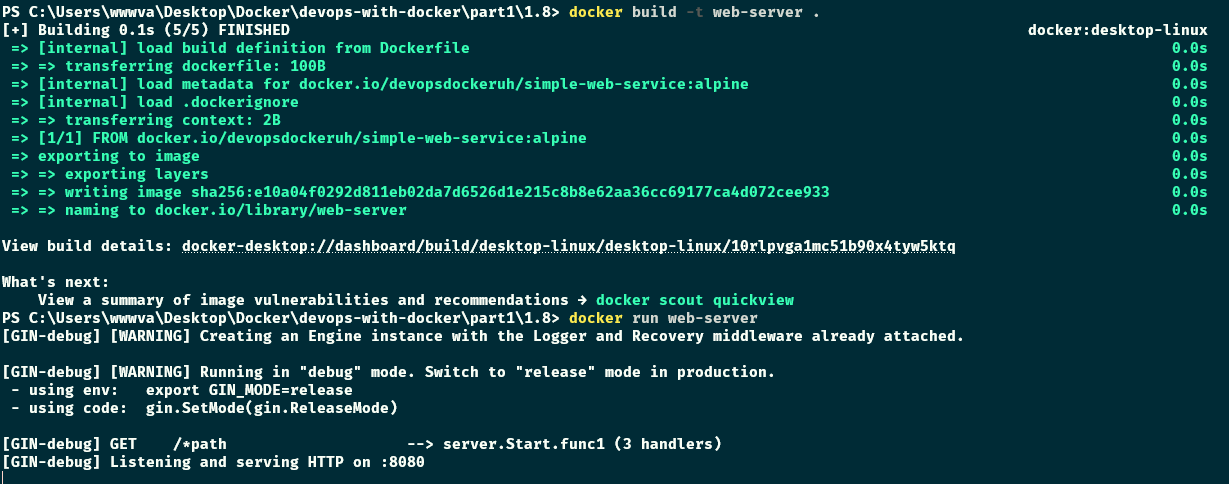 PS C:\Users\wwwva\Desktop\Docker\devops-with-docker\part1\1.8> docker build -t web-server .
[+] Building 0.1s (5/5) FINISHED docker:desktop-linux
=> [internal] load build definition from Dockerfile 0.0s
=> => transferring dockerfile: 100B 0.0s
=> [internal] load metadata for docker.io/devopsdockeruh/simple-web-service:alpine 0.0s
=> [internal] load .dockerignore 0.0s
=> => transferring context: 2B 0.0s
=> [1/1] FROM docker.io/devopsdockeruh/simple-web-service:alpine 0.0s
=> exporting to image 0.0s
=> => exporting layers 0.0s
=> => writing image sha256:e10a04f0292d811eb02da7d6526d1e215c8b8e62aa36cc69177ca4d072cee933 0.0s
=> => naming to docker.io/library/web-server 0.0s
View build details: docker-desktop://dashboard/build/desktop-linux/desktop-linux/10rlpvga1mc51b90x4tyw5ktq
What's next:
View a summary of image vulnerabilities and recommendations → docker scout quickview
PS C:\Users\wwwva\Desktop\Docker\devops-with-docker\part1\1.8> docker run web-server
[GIN-debug] [WARNING] Creating an Engine instance with the Logger and Recovery middleware already attached.
[GIN-debug] [WARNING] Running in "debug" mode. Switch to "release" mode in production.
- using env: export GIN_MODE=release
- using code: gin.SetMode(gin.ReleaseMode)
[GIN-debug] GET /*path --> server.Start.func1 (3 handlers)
[GIN-debug] Listening and serving HTTP on :8080